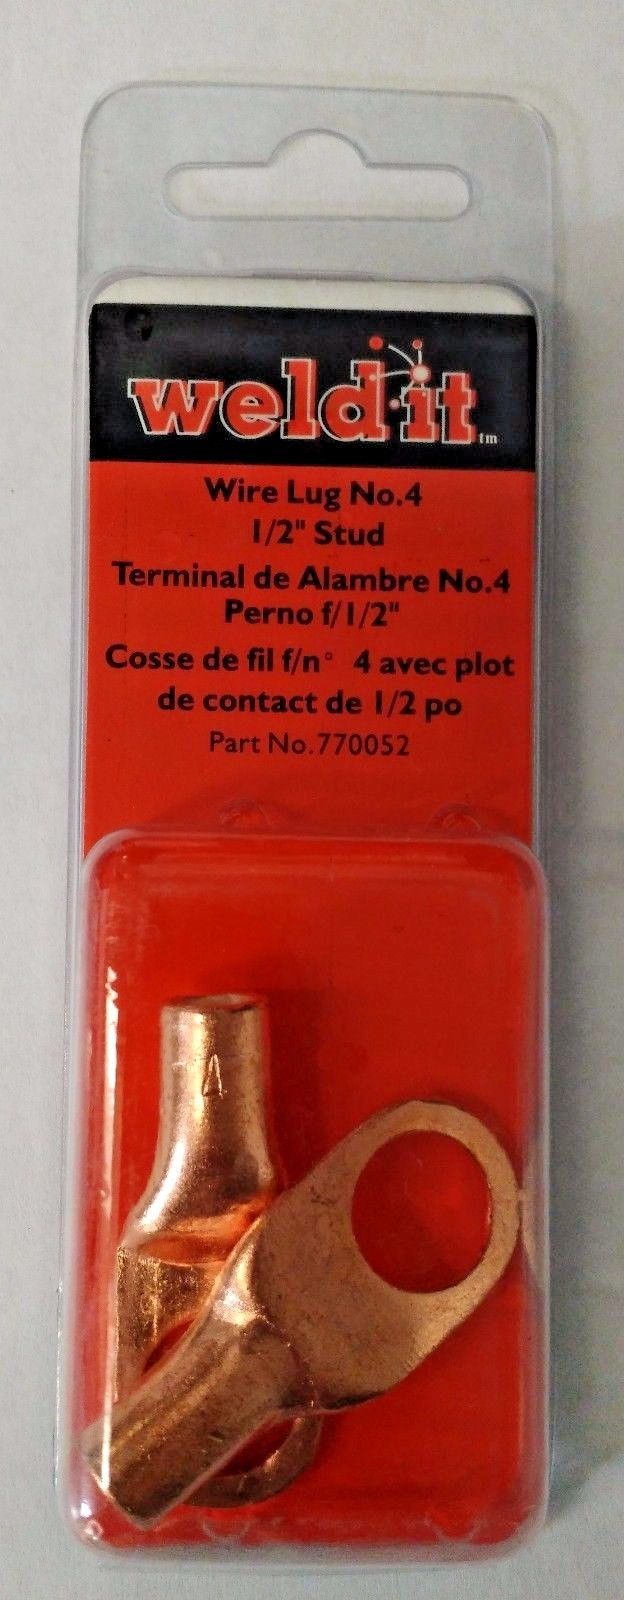 weld·it tm
Wire Lug No.4
1/2" Stud
Terminal de Alambre No.4
Perno f/1/2"
Cosse de fil f/n° 4 avec plot
de contact de 1/2 po
Part No.770052